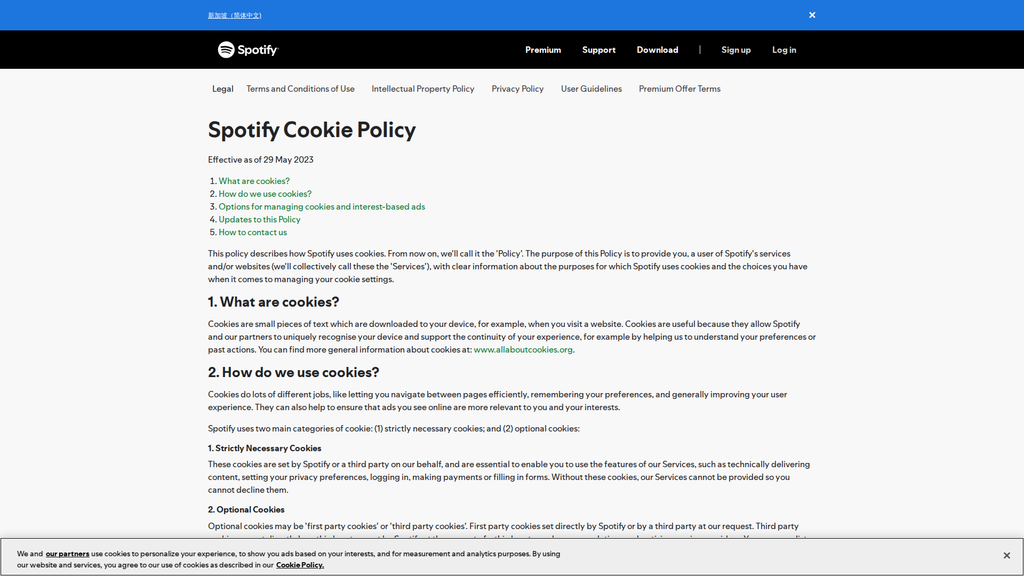 新加坡（简体中文)
Spotify
Premium
Support
Download
Sign up
Log in
Legal
Terms and Conditions of Use
Intellectual Property Policy
Privacy Policy
User Guidelines
Premium Offer Terms
Spotify Cookie Policy
Effective as of 29 May 2023
1. What are cookies?
2. How do we use cookies?
3. Options for managing cookies and interest-based ads
4. Updates to this Policy
5. How to contact us
This policy describes how Spotify uses cookies. From now on, we'll call it the 'Policy'. The purpose of this Policy is to provide you, a user of Spotify's services
and/or websites (we'll collectively call these the 'Services'), with clear information about the purposes for which Spotify uses cookies and the choices you have
when it comes to managing your cookie settings.
1. What are cookies?
Cookies are small pieces of text which are downloaded to your device, for example, when you visit a website. Cookies are useful because they allow Spotify
and our partners to uniquely recognise your device and support the continuity of your experience, for example by helping us to understand your preferences or
past actions. You can find more general information about cookies at: www.allaboutcookies.org.
2. How do we use cookies?
Cookies do lots of different jobs, like letting you navigate between pages efficiently, remembering your preferences, and generally improving your user
experience. They can also help to ensure that ads you see online are more relevant to you and your interests.
Spotify uses two main categories of cookie: (1) strictly necessary cookies; and (2) optional cookies:
1. Strictly Necessary Cookies
These cookies are set by Spotify or a third party on our behalf, and are essential to enable you to use the features of our Services, such as technically delivering
content, setting your privacy preferences, logging in, making payments or filling in forms. Without these cookies, our Services cannot be provided so you
cannot decline them.
2. Optional Cookies
Optional cookies may be 'first party cookies' or 'third party cookies'. First party cookies set directly by Spotify or by a third party at our request. Third party
We and our partners use cookies to personalize your experience, to show you ads based on your interests, and for measurement and analytics purposes. By using
our website and services, you agree to our use of cookies as described in our Cookie Policy.